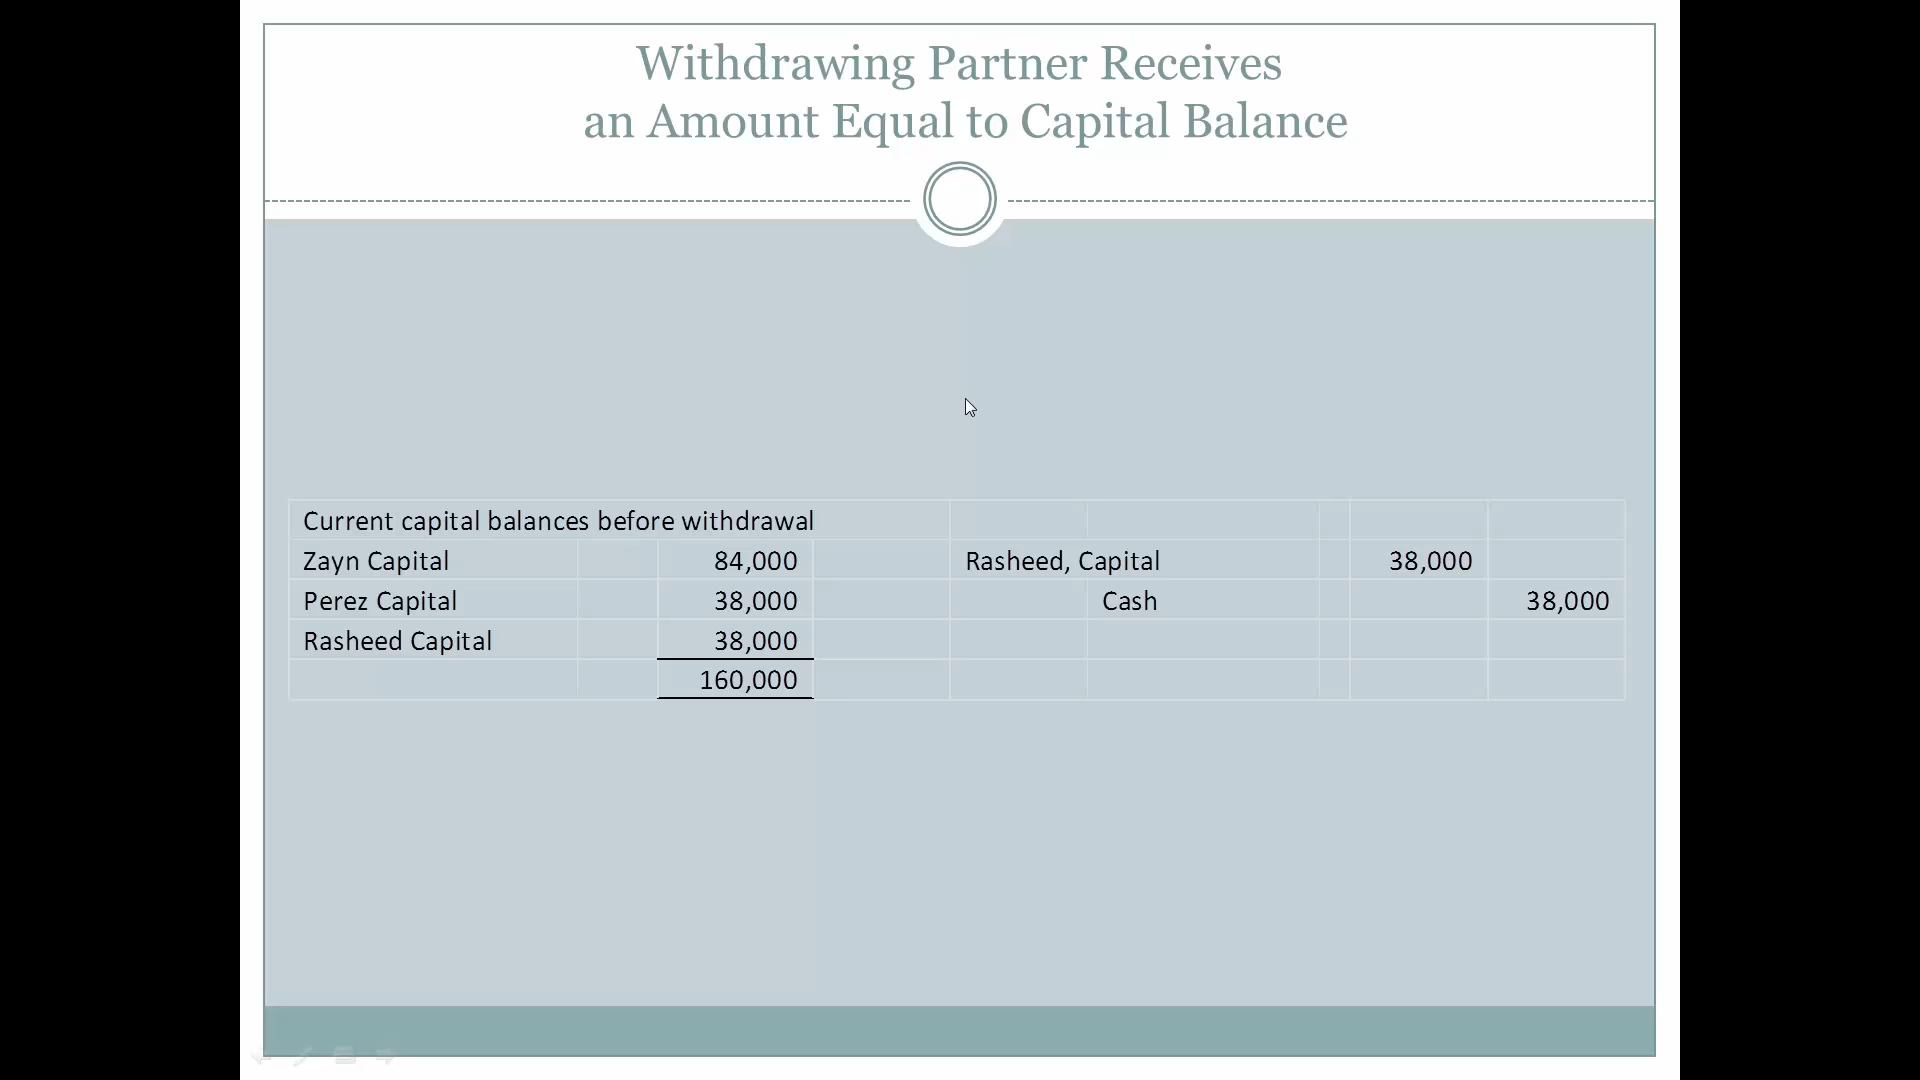 Withdrawing Partner Receives
an Amount Equal to Capital Balance
Current capital balances before withdrawal
Zayn Capital 84,000 Rasheed, Capital 38,000
Perez Capital 38,000 Cash 38,000
Rasheed Capital 38,000
160,000